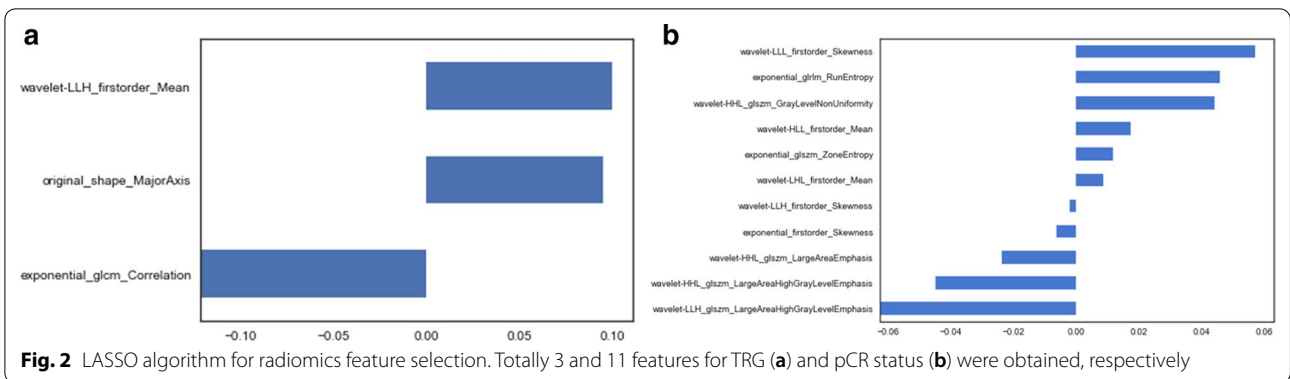 a
wavelet-LLH_firstorder_Mean
original_shape_MajorAxis
exponential_glcm_Correlation
−0.10 −0.05 0.00 0.05 0.10
b
wavelet-LLL_firstorder_Skewness
exponential_glrlm_RunEntropy
wavelet-HHL_glszm_GrayLevelNonUniformity
wavelet-HLL_firstorder_Mean
exponential_glszm_ZoneEntropy
wavelet-LHL_firstorder_Mean
wavelet-LLH_firstorder_Skewness
exponential_firstorder_Skewness
wavelet-HHL_glszm_LargeAreaEmphasis
wavelet-HHL_glszm_LargeAreaHighGrayLevelEmphasis
wavelet-LLH_glszm_LargeAreaHighGrayLevelEmphasis
−0.06 −0.04 −0.02 0.00 0.02 0.04 0.06
Fig. 2 LASSO algorithm for radiomics feature selection. Totally 3 and 11 features for TRG (a) and pCR status (b) were obtained, respectively